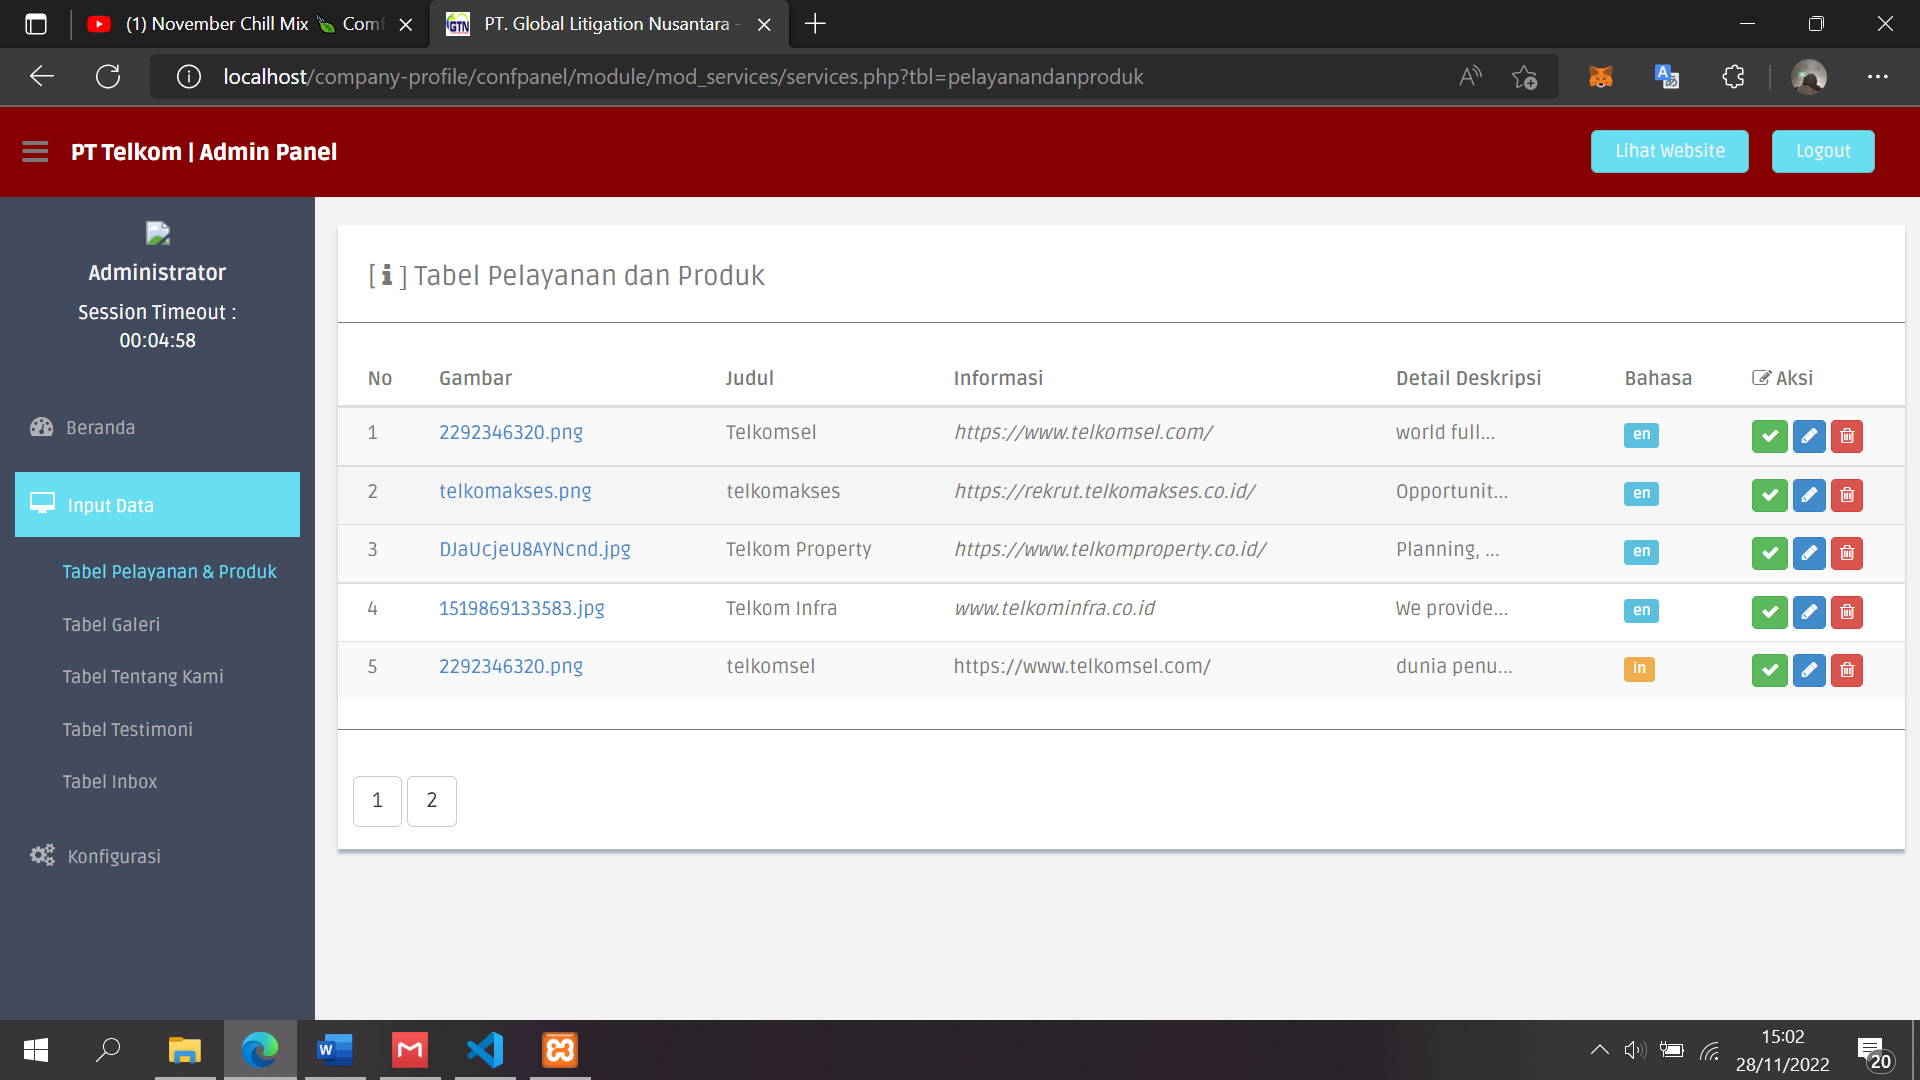 (1) November Chill Mix 🍃 Comf
GTN PT. Global Litigation Nusantara -
localhost/company-profile/confpanel/module/mod_services/services.php?tbl=pelayanandanproduk
PT Telkom | Admin Panel
Lihat Website
Logout
Administrator
Session Timeout :
00:04:58
Beranda
Input Data
Tabel Pelayanan & Produk
Tabel Galeri
Tabel Tentang Kami
Tabel Testimoni
Tabel Inbox
Konfigurasi
[ i ] Tabel Pelayanan dan Produk
No Gambar Judul Informasi Detail Deskripsi Bahasa Aksi
1 2292346320.png Telkomsel https://www.telkomsel.com/ world full... en
2 telkomakses.png telkomakses https://rekrut.telkomakses.co.id/ Opportunit... en
3 DJaUcjeU8AYNcnd.jpg Telkom Property https://www.telkomproperty.co.id/ Planning, ... en
4 1519869133583.jpg Telkom Infra www.telkominfra.co.id We provide... en
5 2292346320.png telkomsel https://www.telkomsel.com/ dunia penu... in
1 2
15:02
28/11/2022
20